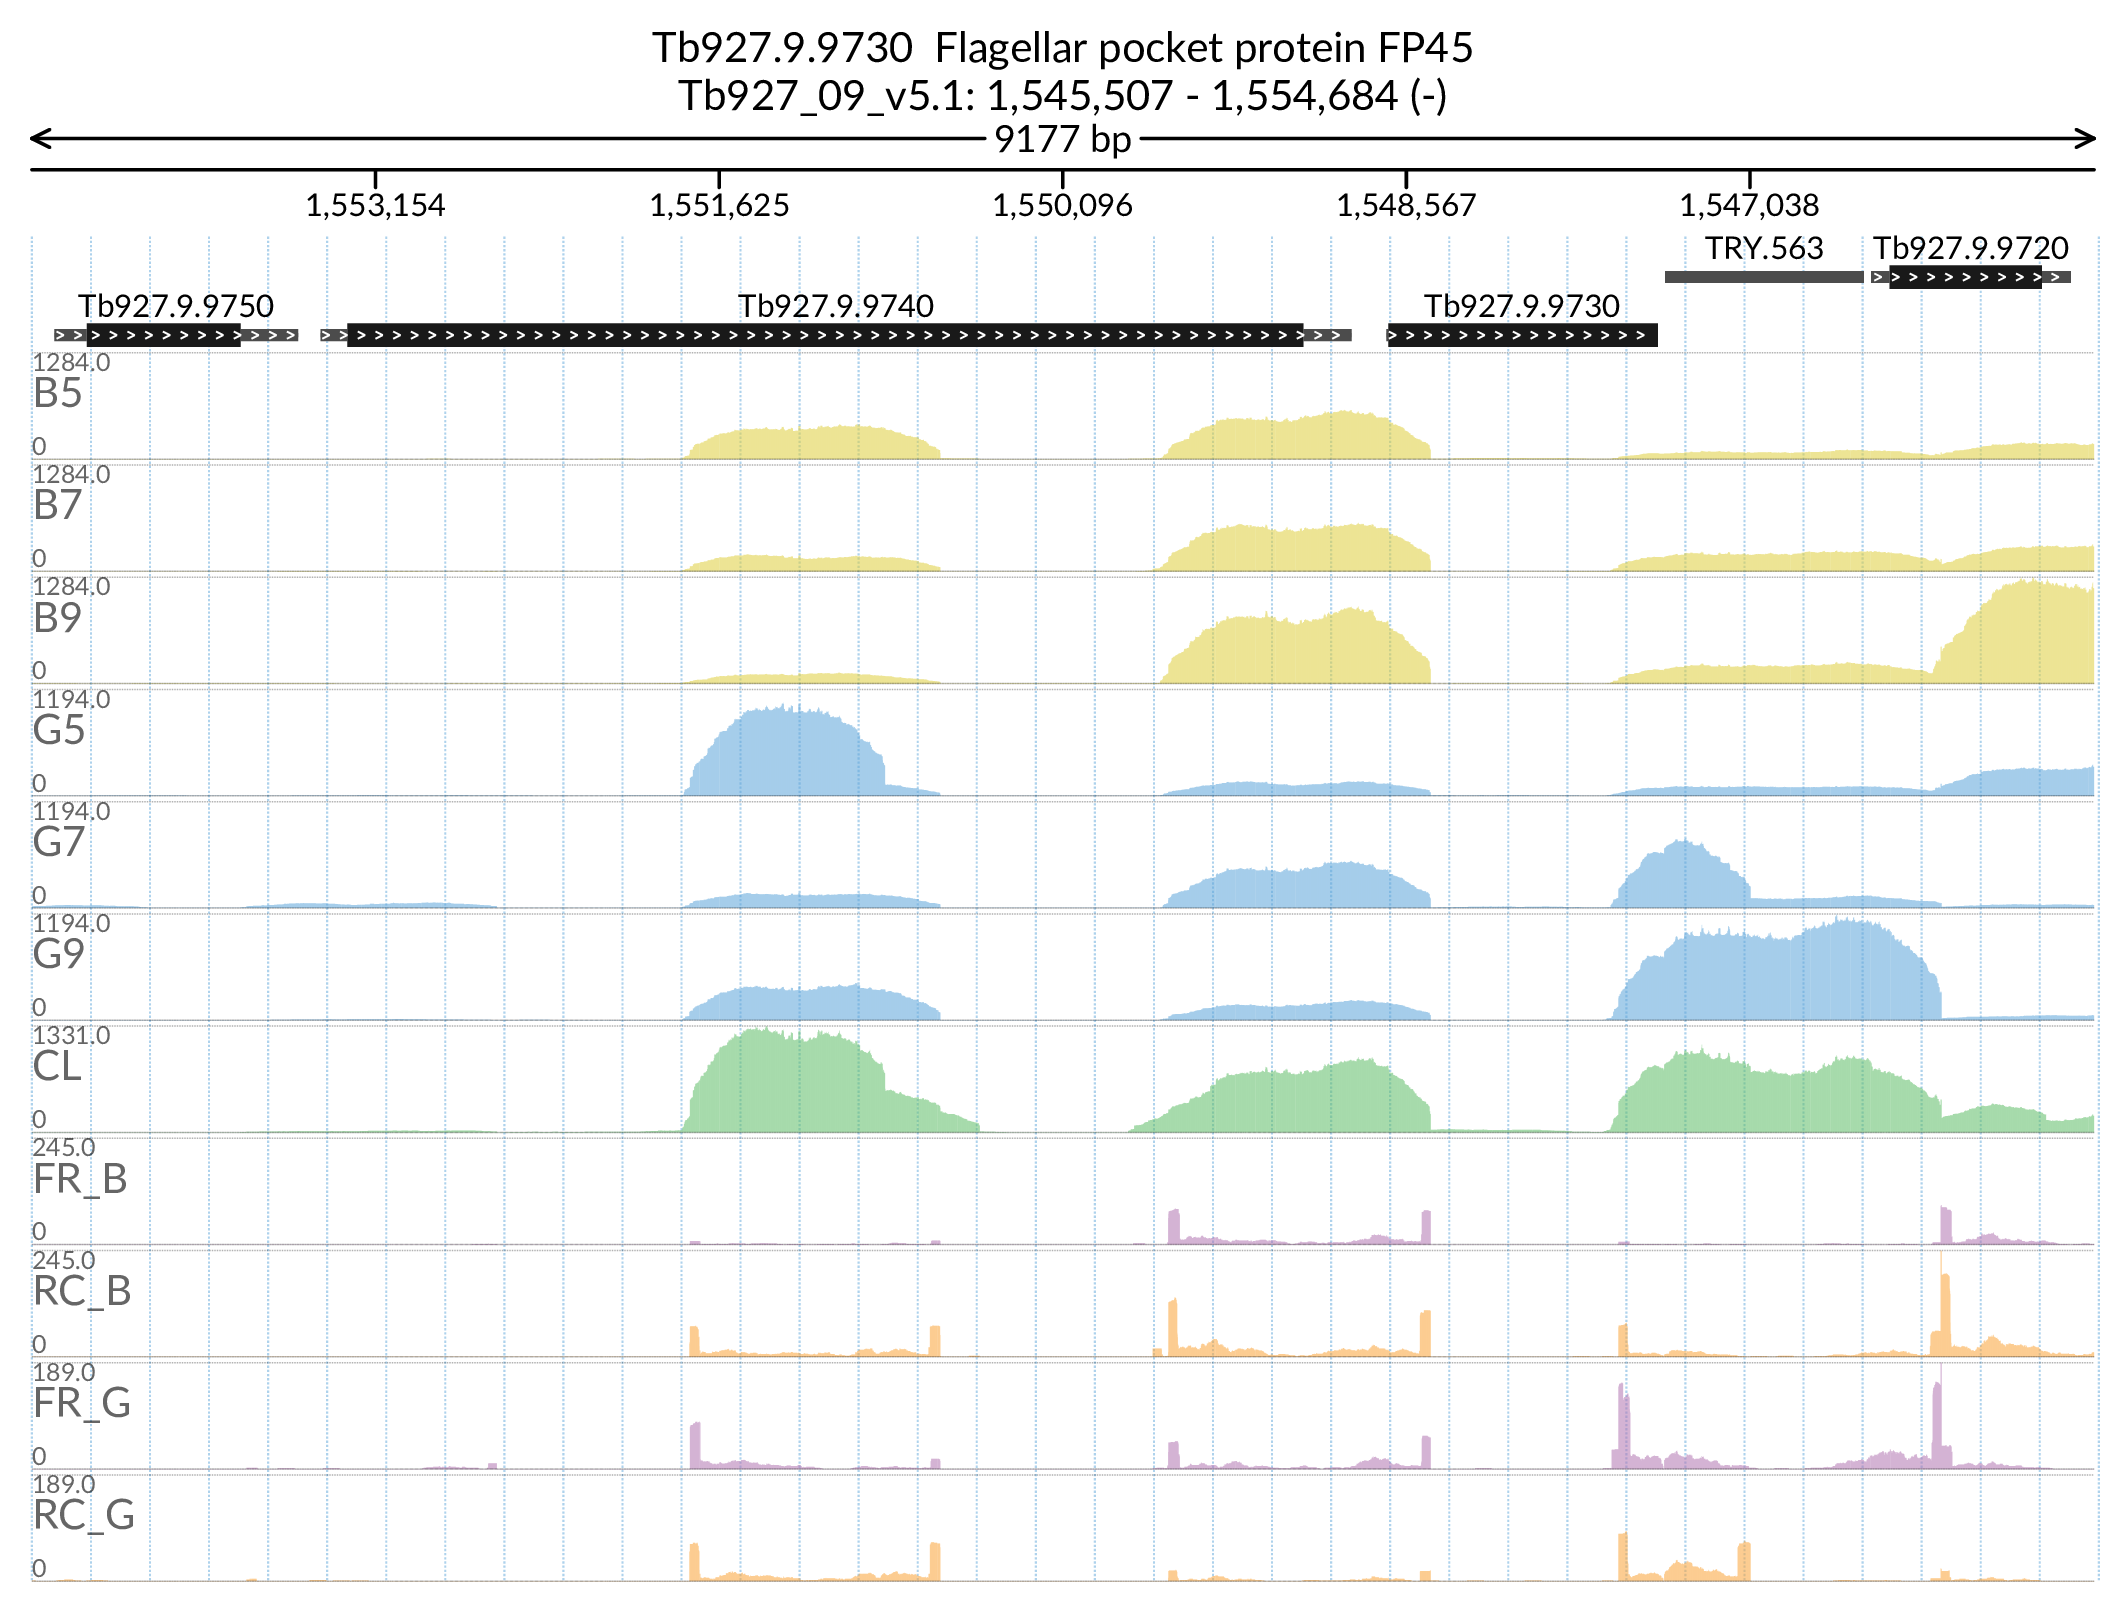 Tb927.9.9730  Flagellar pocket protein FP45
Tb927_09_v5.1: 1,545,507 - 1,554,684 (-)
9177 bp
1,553,154 1,551,625 1,550,096 1,548,567 1,547,038
TRY.563 Tb927.9.9720
Tb927.9.9750 Tb927.9.9740 Tb927.9.9730
1284.0
B5
0
1284.0
B7
0
1284.0
B9
0
1194.0
G5
0
1194.0
G7
0
1194.0
G9
0
1331.0
CL
0
245.0
FR_B
0
245.0
RC_B
0
189.0
FR_G
0
189.0
RC_G
0